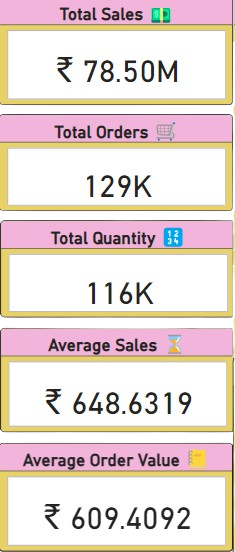 Total Sales 💵
₹ 78.50M
Total Orders 🛒
129K
Total Quantity 🔢
116K
Average Sales ⏳
₹ 648.6319
Average Order Value 📒
₹ 609.4092